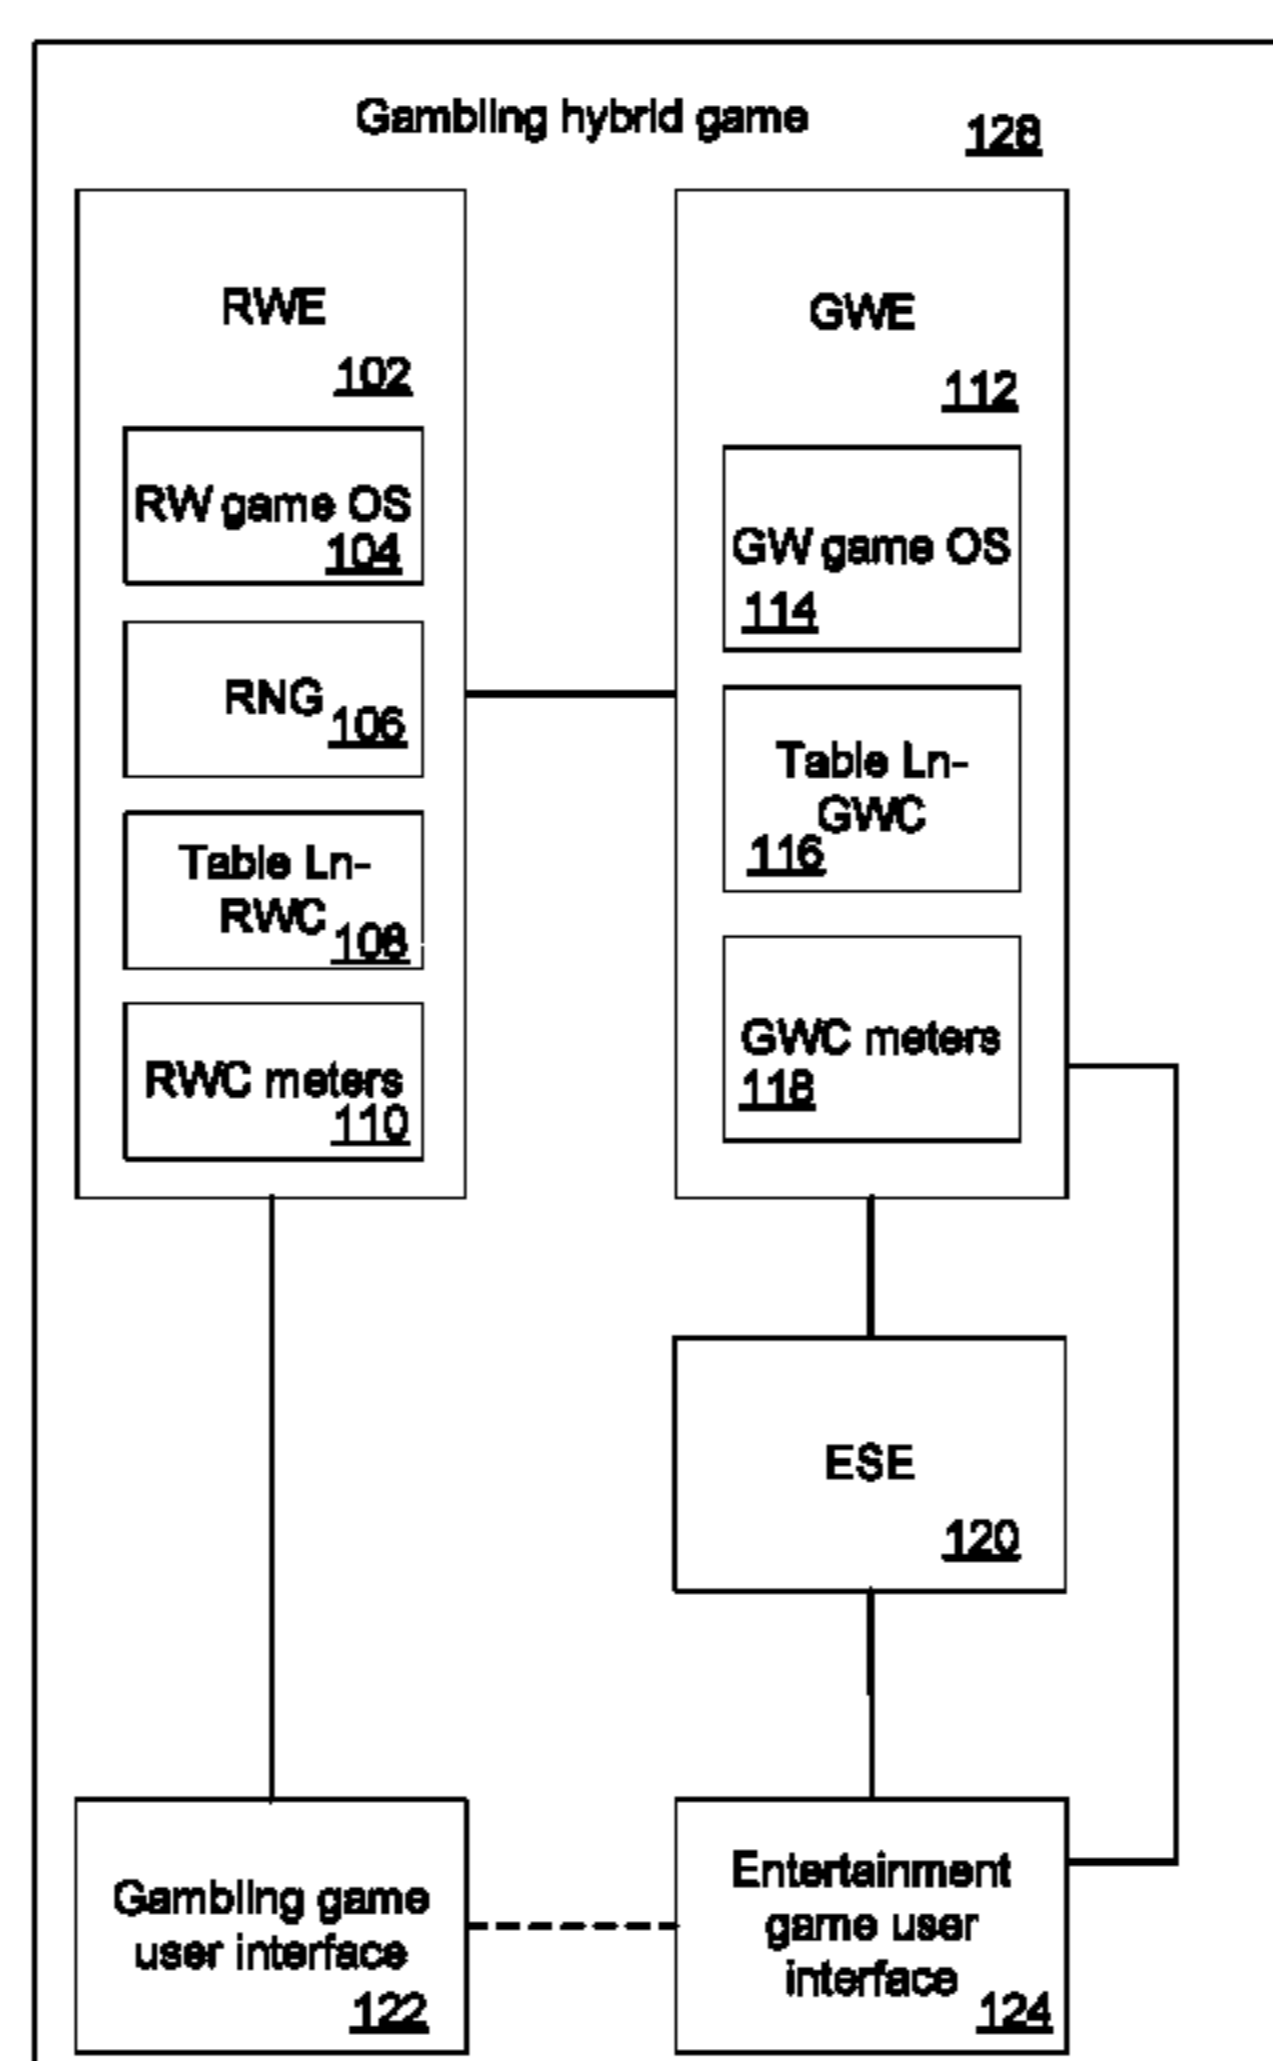 Gambling hybrid game
128
RWE
102
RW game OS
104
RNG
106
Table Ln-
RWC
108
RWC meters
110
GWE
112
GW game OS
114
Table Ln-
GWC
116
GWC meters
118
ESE
120
Gambling game
user interface
122
Entertainment
game user
interface
124